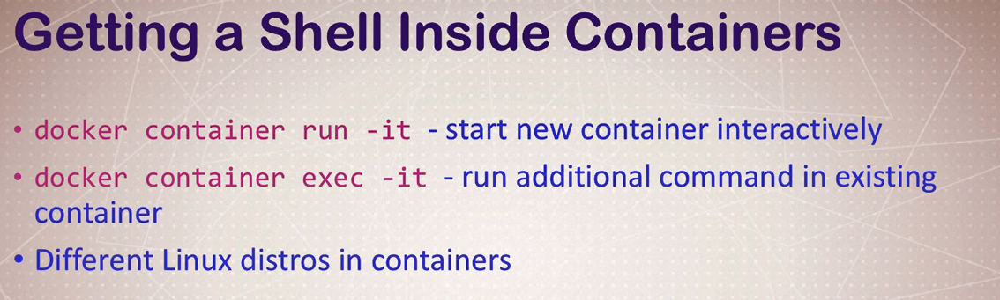 Getting a Shell Inside Containers
• docker container run -it - start new container interactively
• docker container exec -it - run additional command in existing
container
• Different Linux distros in containers